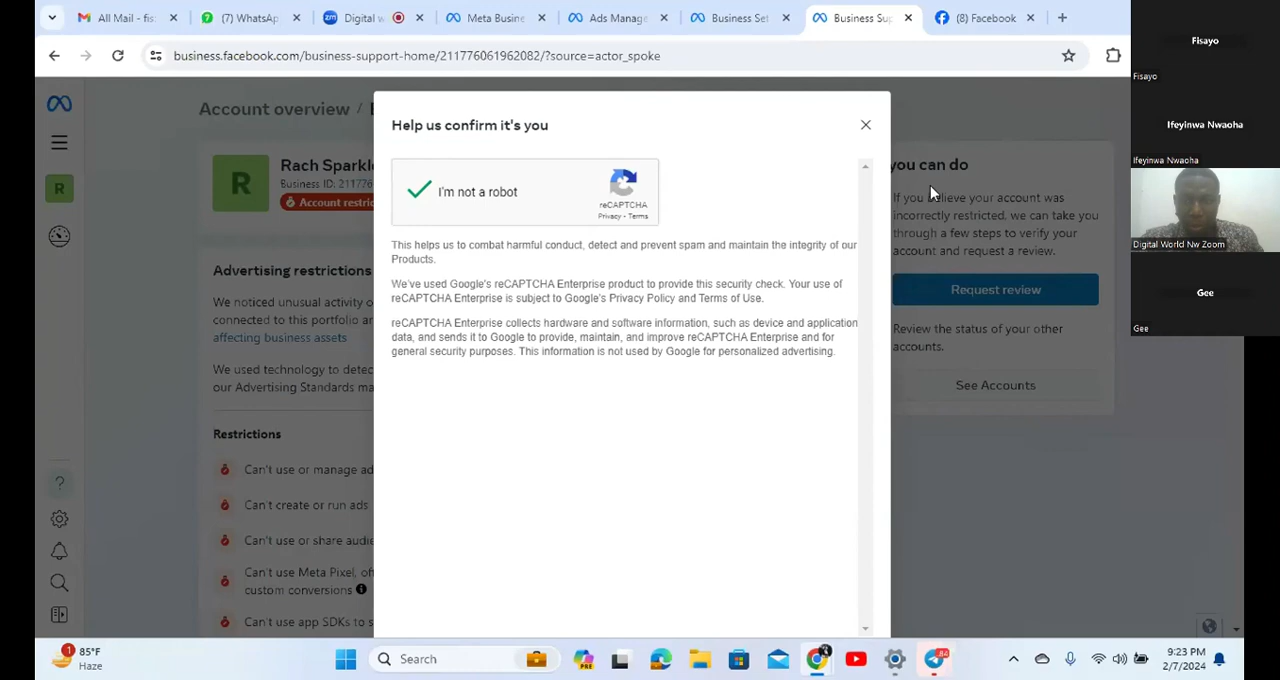 All Mail - fis
(7) WhatsAp
Digital w
Meta Busine
Ads Manage
Business Set
Business Sup
(8) Facebook
business.facebook.com/business-support-home/211776061962082/?source=actor_spoke
Account overview /
R
Rach Sparkle
Business ID: 211776
Account restric
R
Advertising restrictions
We noticed unusual activity o
connected to this portfolio
affecting business assets
We used technology to detec
our Advertising Standards
Restrictions
Can't use or manage ad
Can't create or run ads
Can't use or share audie
Can't use Meta Pixel, of
custom conversions
Can't use app SDKs to s
Help us confirm it's you
I'm not a robot
reCAPTCHA
Privacy - Terms
This helps us to combat harmful conduct, detect and prevent spam and maintain the integrity of our
Products.
We've used Google's reCAPTCHA Enterprise product to provide this security check. Your use of
reCAPTCHA Enterprise is subject to Google's Privacy Policy and Terms of Use.
reCAPTCHA Enterprise collects hardware and software information, such as device and application
data, and sends it to Google to provide, maintain, and improve reCAPTCHA Enterprise and for
general security purposes. This information is not used by Google for personalized advertising.
you can do
If you believe your account was
incorrectly restricted, we can take you
through a few steps to verify your
account and request a review.
Request review
Review the status of your other
accounts.
See Accounts
Fisayo
Fisayo
Ifeyinwa Nwaoha
Ifeyinwa Nwaoha
Digital World Nw Zoom
Gee
Gee
1
85°F
Haze
Search
PRE
84
9:23 PM
2/7/2024